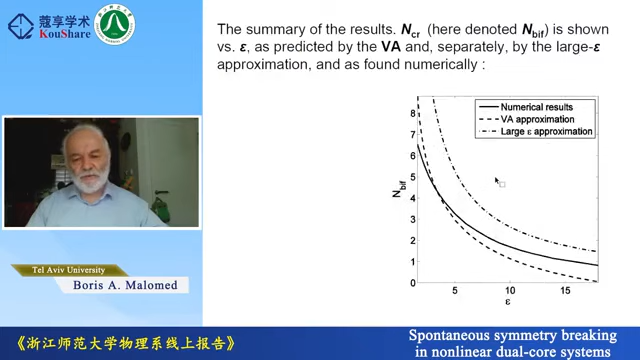 蔻享学术
KouShare
The summary of the results. Ncr (here denoted Nbif) is shown
vs. ε, as predicted by the VA and, separately, by the large-ε
approximation, and as found numerically :
Numerical results
VA approximation
Large ε approximation
8
7
6
5
4
3
2
1
0
Nbif
5
10
15
ε
Tel Aviv University
Boris A. Malomed
《浙江师范大学物理系线上报告》
Spontaneous symmetry breaking
in nonlinear dual-core systems